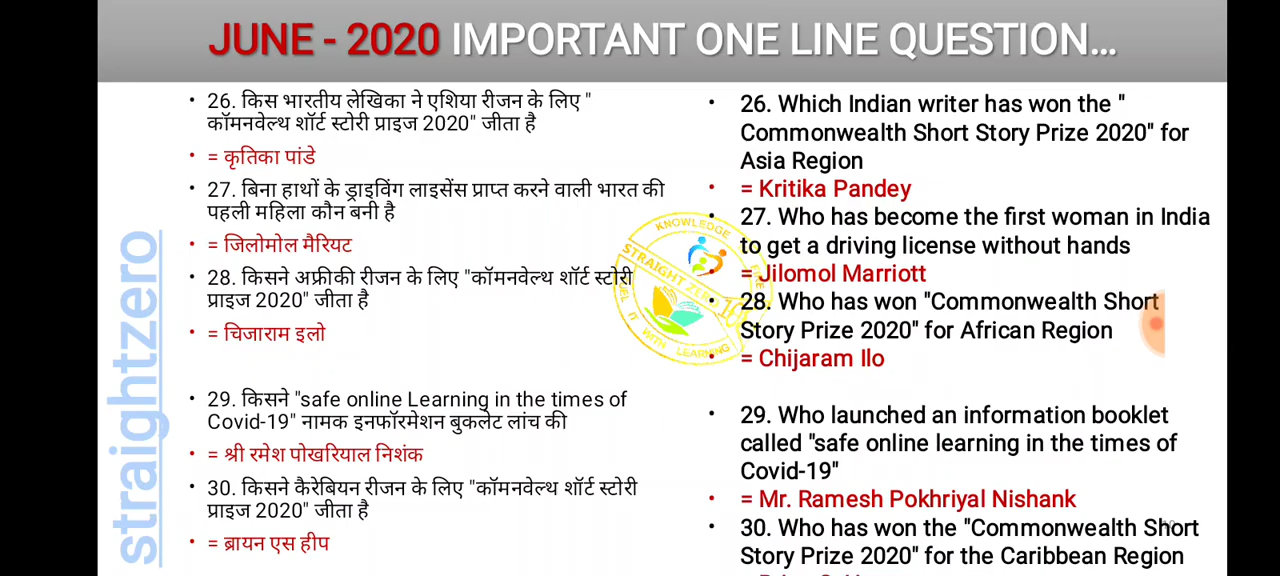 JUNE - 2020 IMPORTANT ONE LINE QUESTION...
• 26. किस भारतीय लेखिका ने एशिया रीजन के लिए "
कॉमनवेल्थ शॉर्ट स्टोरी प्राइज 2020" जीता है
• = कृतिका पांडे
• 27. बिना हाथों के ड्राइविंग लाइसेंस प्राप्त करने वाली भारत की
पहली महिला कौन बनी है
• = जिलोमोल मैरियट
• 28. किसने अफ्रीकी रीजन के लिए "कॉमनवेल्थ शॉर्ट स्टोरी
प्राइज 2020" जीता है
• = चिजाराम इलो
• 29. किसने "safe online Learning in the times of
Covid-19" नामक इनफॉरमेशन बुकलेट लांच की
• = श्री रमेश पोखरियाल निशंक
• 30. किसने कैरेबियन रीजन के लिए "कॉमनवेल्थ शॉर्ट स्टोरी
प्राइज 2020" जीता है
• = ब्रायन एस हीप
• 26. Which Indian writer has won the "
Commonwealth Short Story Prize 2020" for
Asia Region
• = Kritika Pandey
• 27. Who has become the first woman in India
to get a driving license without hands
• = Jilomol Marriott
• 28. Who has won "Commonwealth Short
Story Prize 2020" for African Region
• = Chijaram Ilo
• 29. Who launched an information booklet
called "safe online learning in the times of
Covid-19"
• = Mr. Ramesh Pokhriyal Nishank
• 30. Who has won the "Commonwealth Short
Story Prize 2020" for the Caribbean Region
straightzero
KNOWLEDGE
STRAIGHT ZERO
WITH LEARNING